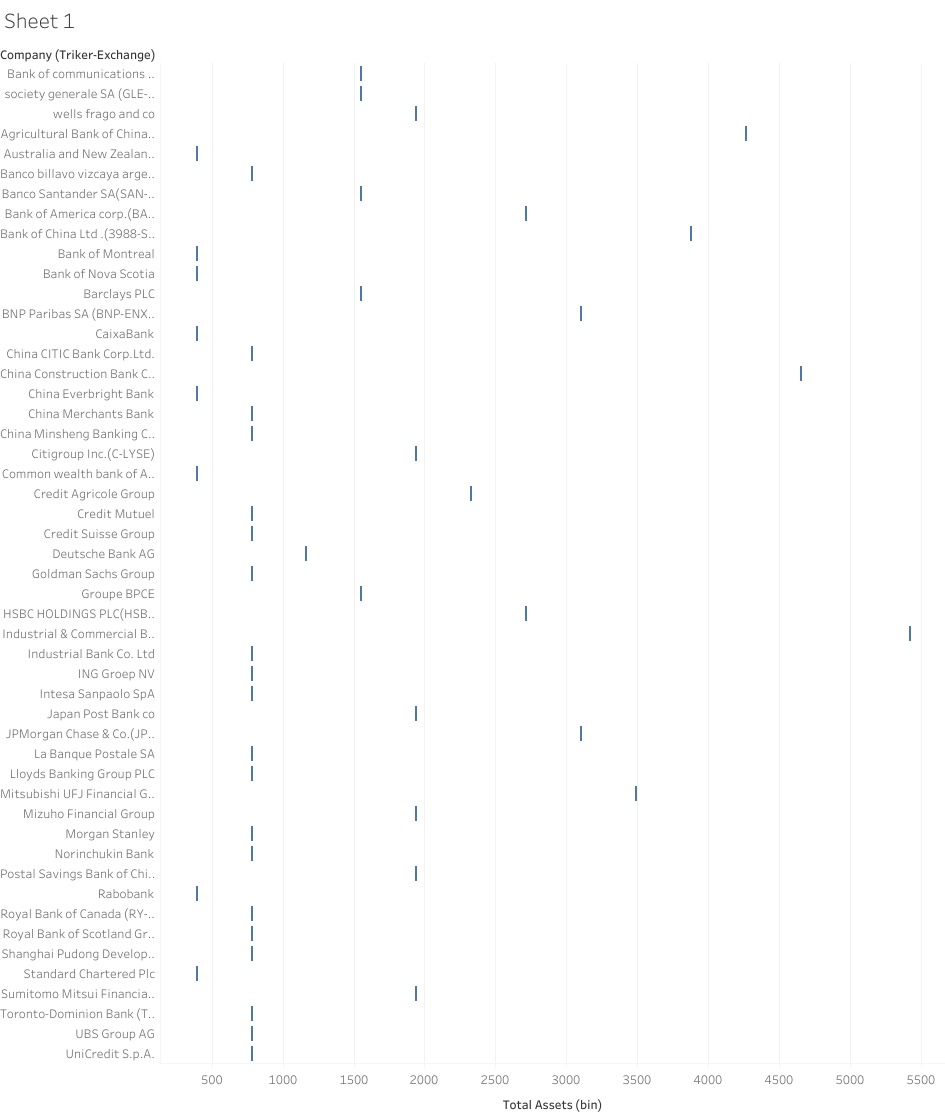 Sheet 1
Company (Triker-Exchange)
Bank of communications ..
society generale SA (GLE-..
wells frago and co
Agricultural Bank of China..
Australia and New Zealan..
Banco billavo vizcaya arge..
Banco Santander SA(SAN-..
Bank of America corp.(BA..
Bank of China Ltd .(3988-S..
Bank of Montreal
Bank of Nova Scotia
Barclays PLC
BNP Paribas SA (BNP-ENX..
CaixaBank
China CITIC Bank Corp.Ltd.
China Construction Bank C..
China Everbright Bank
China Merchants Bank
China Minsheng Banking C..
Citigroup Inc.(C-LYSE)
Common wealth bank of A..
Credit Agricole Group
Credit Mutuel
Credit Suisse Group
Deutsche Bank AG
Goldman Sachs Group
Groupe BPCE
HSBC HOLDINGS PLC(HSB..
Industrial & Commercial B..
Industrial Bank Co. Ltd
ING Groep NV
Intesa Sanpaolo SpA
Japan Post Bank co
JPMorgan Chase & Co.(JP..
La Banque Postale SA
Lloyds Banking Group PLC
Mitsubishi UFJ Financial G..
Mizuho Financial Group
Morgan Stanley
Norinchukin Bank
Postal Savings Bank of Chi..
Rabobank
Royal Bank of Canada (RY-..
Royal Bank of Scotland Gr..
Shanghai Pudong Develop..
Standard Chartered Plc
Sumitomo Mitsui Financia..
Toronto-Dominion Bank (T..
UBS Group AG
UniCredit S.p.A.
500 1000 1500 2000 2500 3000 3500 4000 4500 5000 5500
Total Assets (bin)